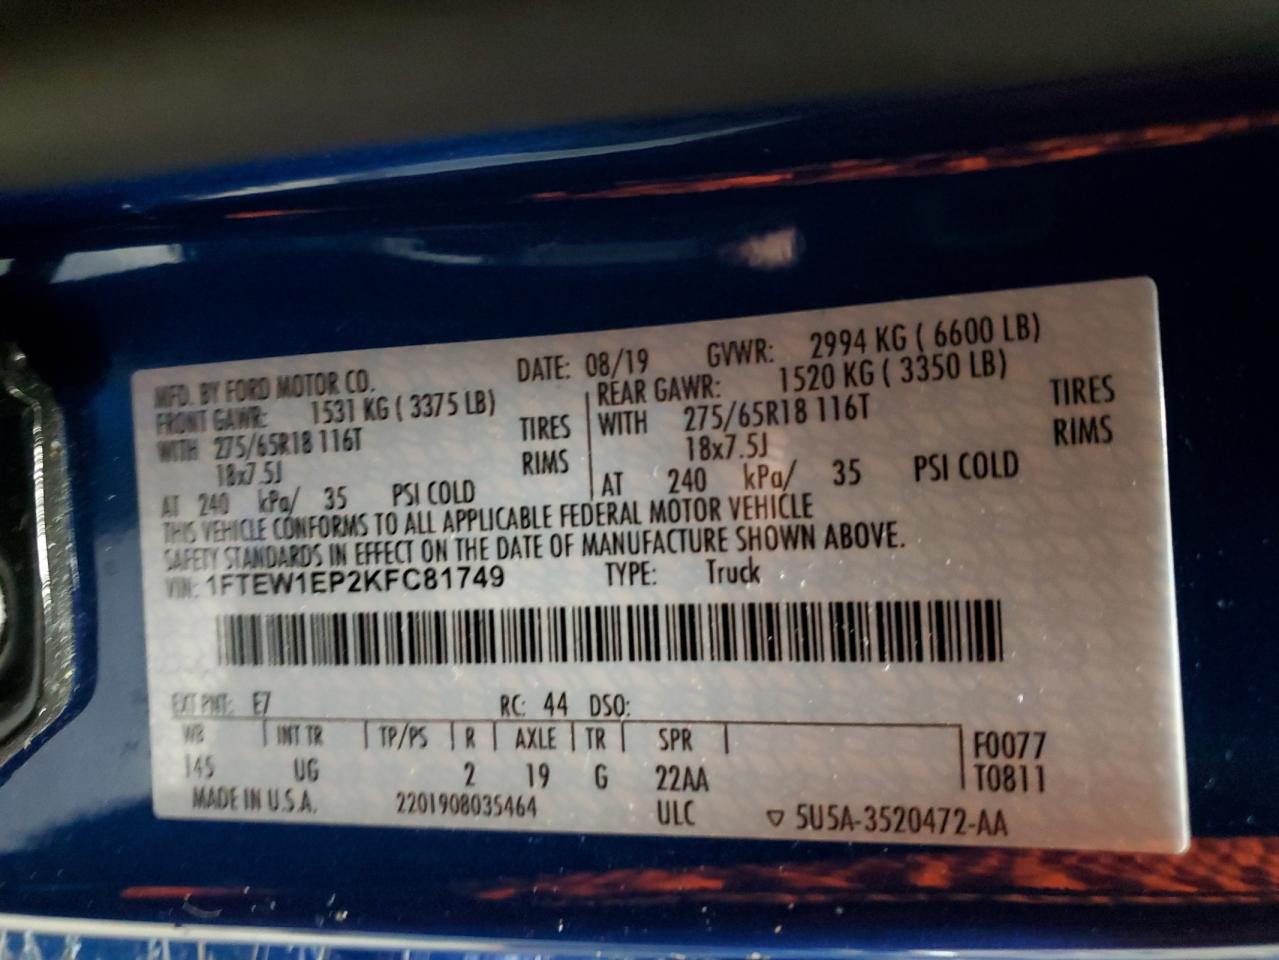 MFD. BY FORD MOTOR CO. DATE: 08/19 GVWR: 2994 KG ( 6600 LB)
FRONT GAWR: 1531 KG ( 3375 LB) REAR GAWR: 1520 KG ( 3350 LB)
WITH 275/65R18 116T TIRES WITH 275/65R18 116T TIRES
18x7.5J RIMS 18x7.5J RIMS
AT 240 kPa/ 35 PSI COLD AT 240 kPa/ 35 PSI COLD
THIS VEHICLE CONFORMS TO ALL APPLICABLE FEDERAL MOTOR VEHICLE
SAFETY STANDARDS IN EFFECT ON THE DATE OF MANUFACTURE SHOWN ABOVE.
VIN: 1FTEW1EP2KFC81749 TYPE: Truck
EXT PNT: E7 RC: 44 DSO:
WB INT TR TP/PS R AXLE TR SPR F0077
145 UG 2 19 G 22AA T0811
MADE IN U.S.A. 2201908035464 ULC ▽ 5U5A-3520472-AA